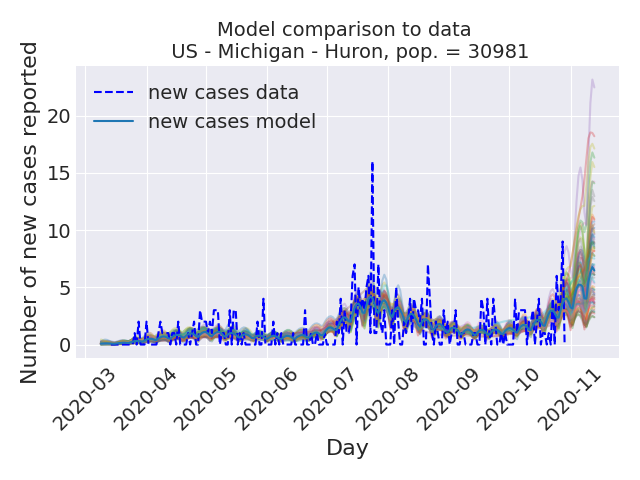 Model comparison to data
US - Michigan - Huron, pop. = 30981
Number of new cases reported
new cases data
new cases model
20
15
10
5
0
2020-03
2020-04
2020-05
2020-06
2020-07
2020-08
2020-09
2020-10
2020-11
Day